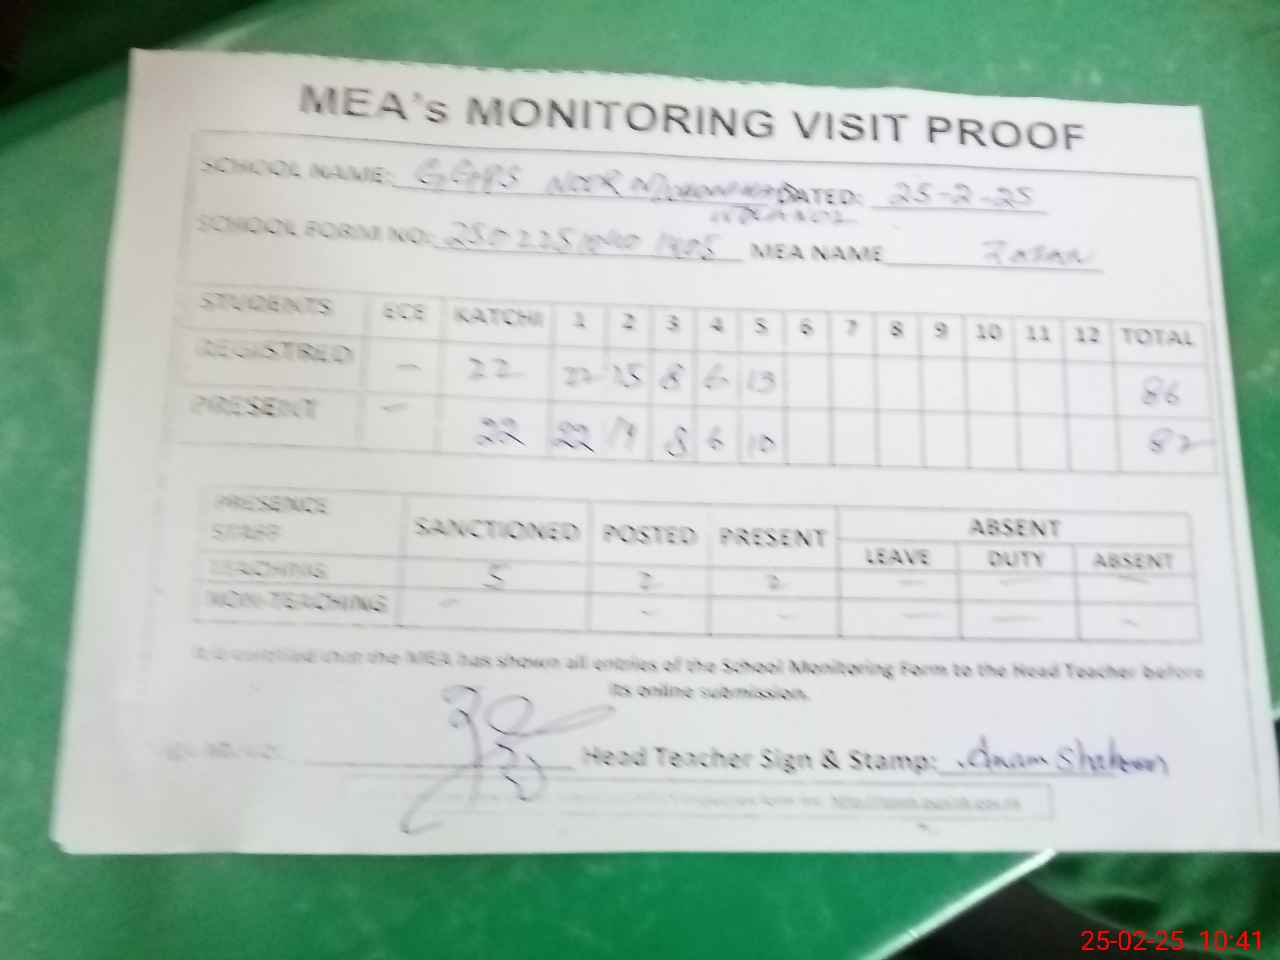 MEA's MONITORING VISIT PROOF
SCHOOL NAME: GGPS NOOR DATED: 25-2-25
SCHOOL FORM NO: MEA NAME
STUDENTS ECE KATCHI 1 2 3 4 5 6 7 8 9 10 11 12 TOTAL
REGISTRED — 22 22 15 8 6 13 86
PRESENT — 22 22 14 8 6 10 82
PRESENCE STAFF SANCTIONED POSTED PRESENT ABSENT
LEAVE DUTY ABSENT
TEACHING 5 2 2 — — —
NON-TEACHING — — — — — —
It is certified that the MEA has shown all entries of the School Monitoring Form to the Head Teacher before
its online submission.
Head Teacher Sign & Stamp: Anam
25-02-25 10:41